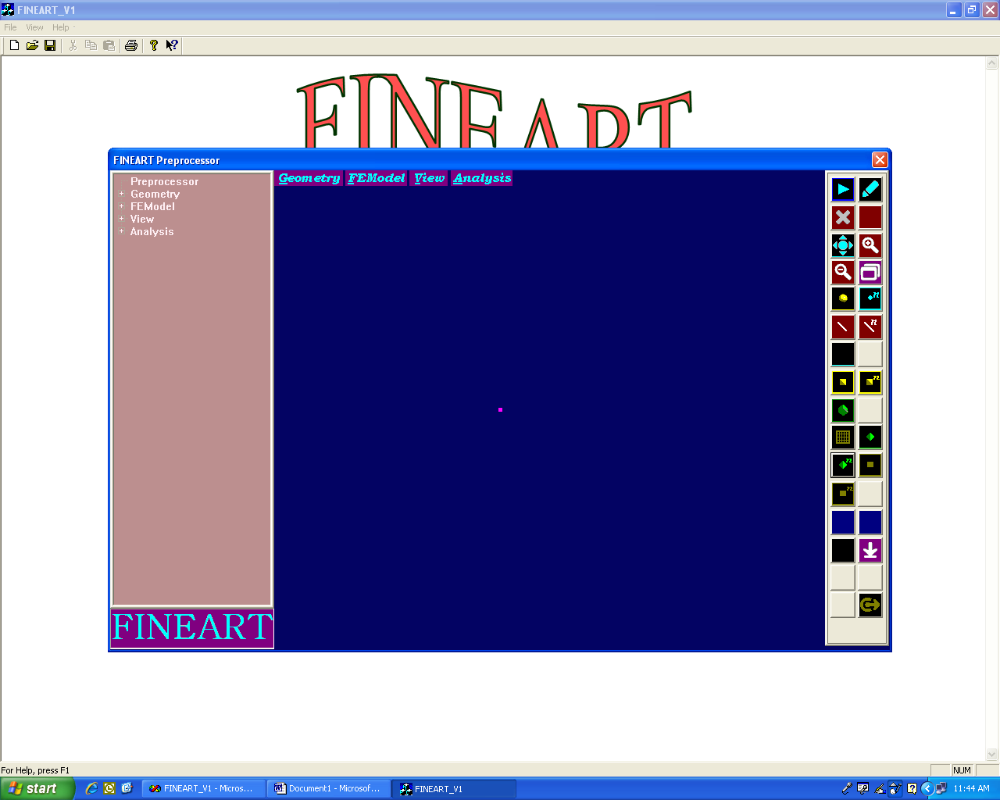 FINEART_V1
File View Help
FINEART
FINEART Preprocessor
Preprocessor
Geometry
FEModel
View
Analysis
Geometry FEModel View Analysis
n
n
n
n
n
FINEART
For Help, press F1
NUM
start
FINEART_V1 - Micros...
Document1 - Microsof...
FINEART_V1
11:44 AM